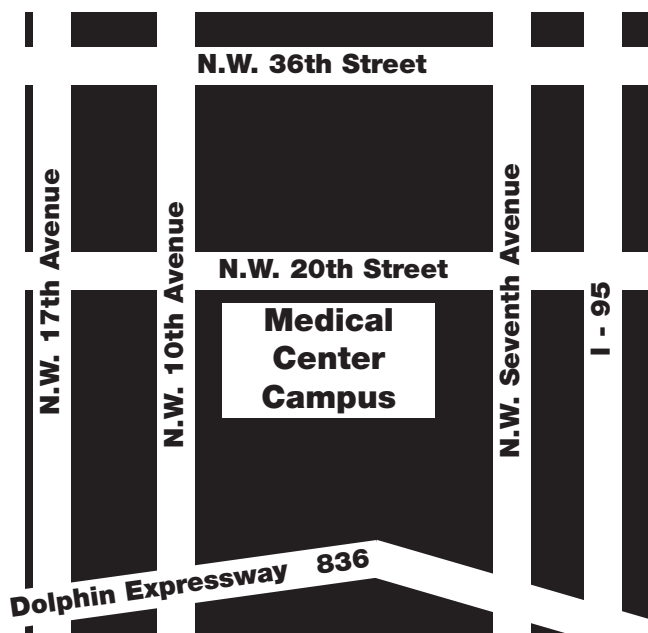 N.W. 36th Street
N.W. 17th Avenue
N.W. 10th Avenue
N.W. 20th Street
N.W. Seventh Avenue
I - 95
Medical
Center
Campus
Dolphin Expressway 836